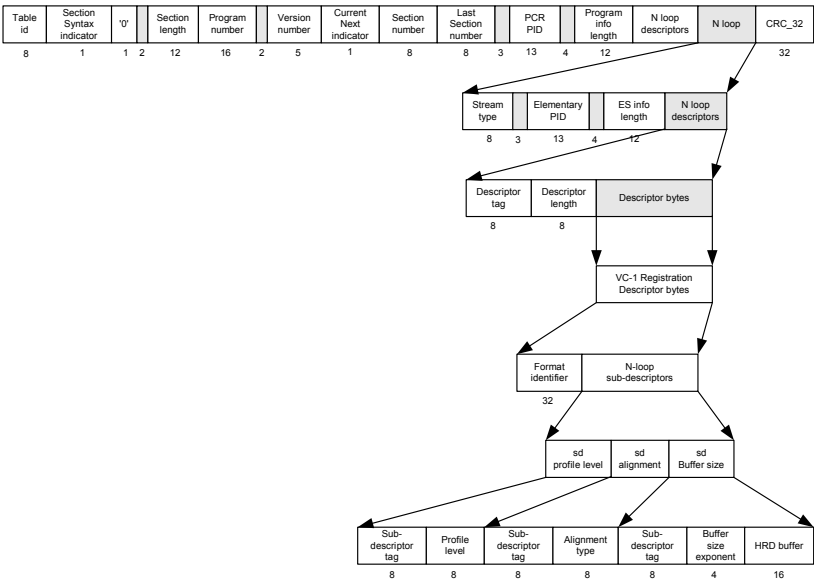 Table
id
Section
Syntax
indicator
'0'
Section
length
Program
number
Version
number
Current
Next
indicator
Section
number
Last
Section
number
PCR
PID
Program
info
length
N loop
descriptors
N loop
CRC_32
8 1 1 2 12 16 2 5 1 8 8 3 13 4 12 32
Stream
type
Elementary
PID
ES info
length
N loop
descriptors
8 3 13 4 12
Descriptor
tag
Descriptor
length
Descriptor bytes
8 8
VC-1 Registration
Descriptor bytes
Format
identifier
N-loop
sub-descriptors
32
sd
profile level
sd
alignment
sd
Buffer size
Sub-
descriptor
tag
Profile
level
Sub-
descriptor
tag
Alignment
type
Sub-
descriptor
tag
Buffer
size
exponent
HRD buffer
8 8 8 8 8 4 16